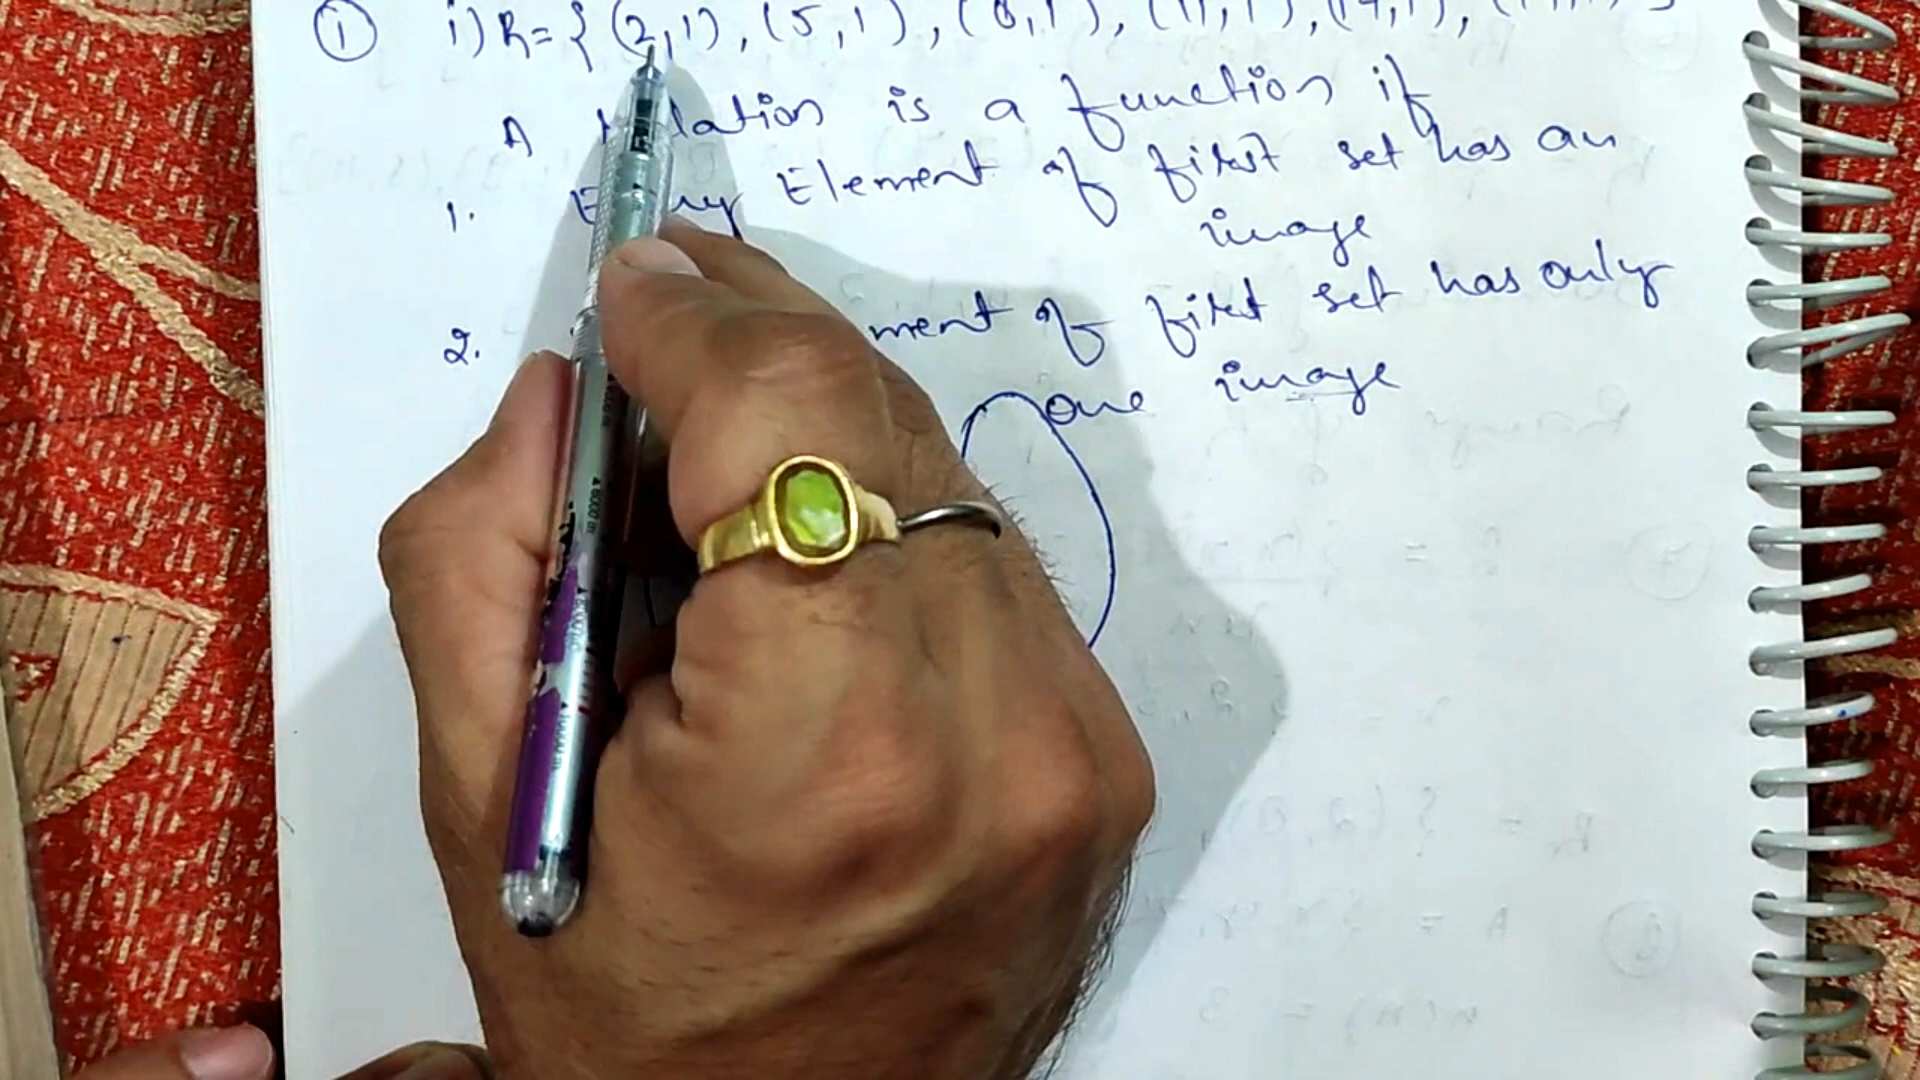 ① i) R = { (2,1), (5,1), (8,1), (11,1), (14,1),
A relation is a function if
1. Every Element of first set has an
image
2. ment of first set has only
one image